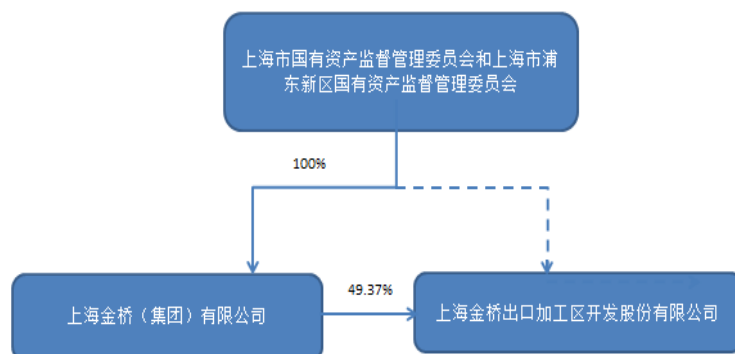 上海市国有资产监督管理委员会和上海市浦
东新区国有资产监督管理委员会
100%
49.37%
上海金桥（集团）有限公司
上海金桥出口加工区开发股份有限公司